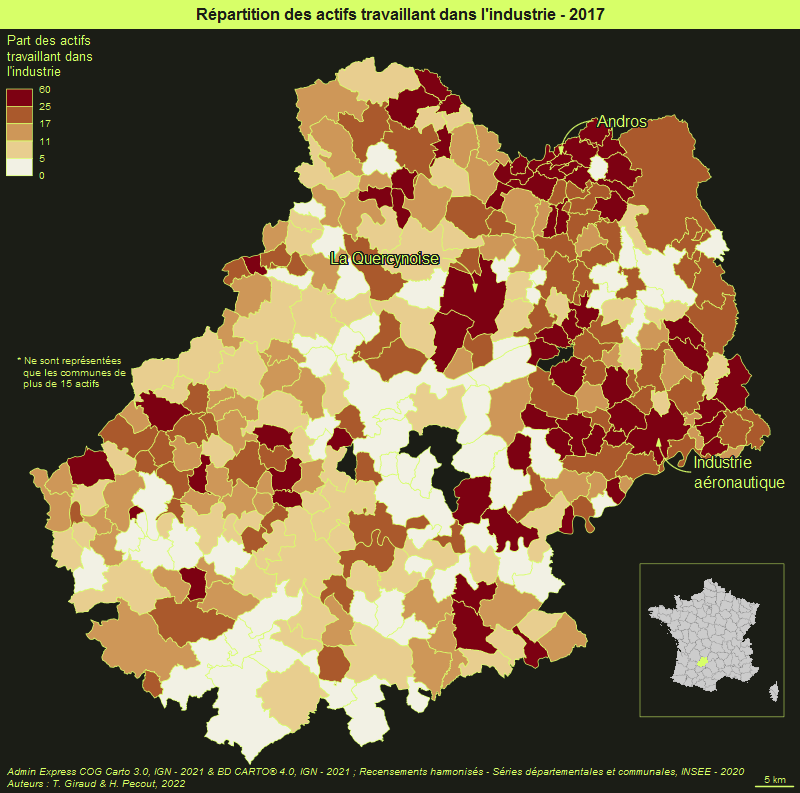 Répartition des actifs travaillant dans l'industrie - 2017
Part des actifs
travaillant dans
l'industrie
60
25
17
11
5
0
Andros
La Quercynoise
* Ne sont représentées
que les communes de
plus de 15 actifs
Industrie
aéronautique
Admin Express COG Carto 3.0, IGN - 2021 & BD CARTO® 4.0, IGN - 2021 ; Recensements harmonisés - Séries départementales et communales, INSEE - 2020
Auteurs : T. Giraud & H. Pecout, 2022
5 km